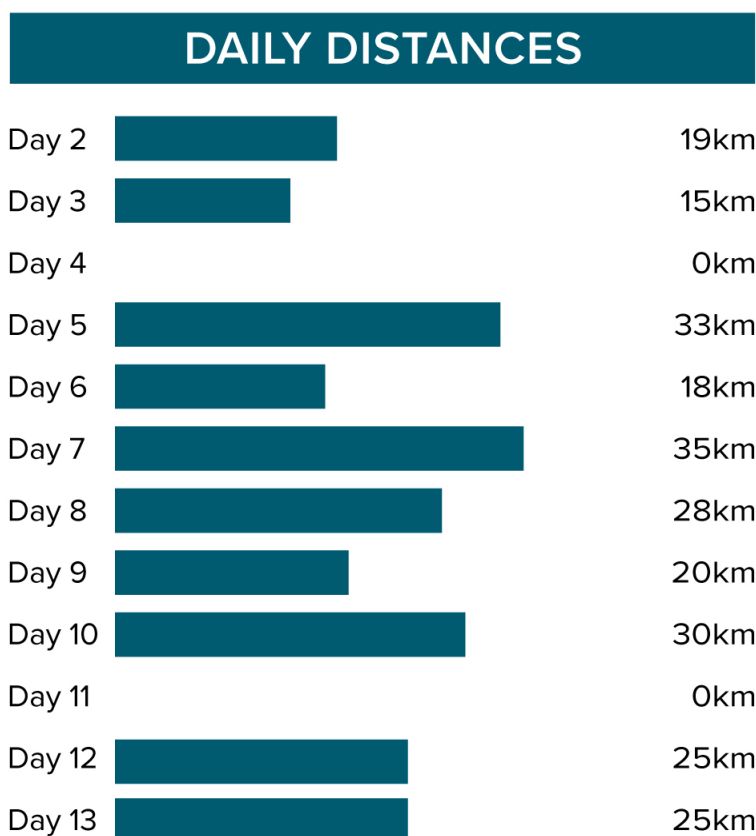 DAILY DISTANCES
Day 2 19km
Day 3 15km
Day 4 0km
Day 5 33km
Day 6 18km
Day 7 35km
Day 8 28km
Day 9 20km
Day 10 30km
Day 11 0km
Day 12 25km
Day 13 25km